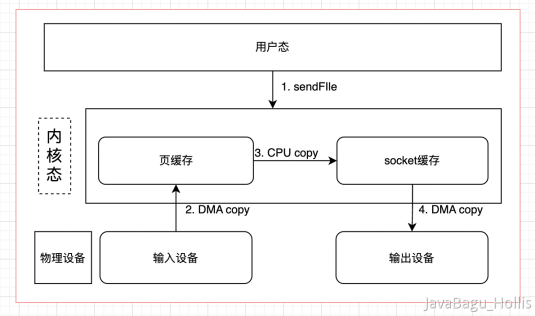 用户态
1. sendFIle
内
核
态
页缓存
3. CPU copy
socket缓存
2. DMA copy
4. DMA copy
物理设备
输入设备
输出设备
JavaBagu_Hollis